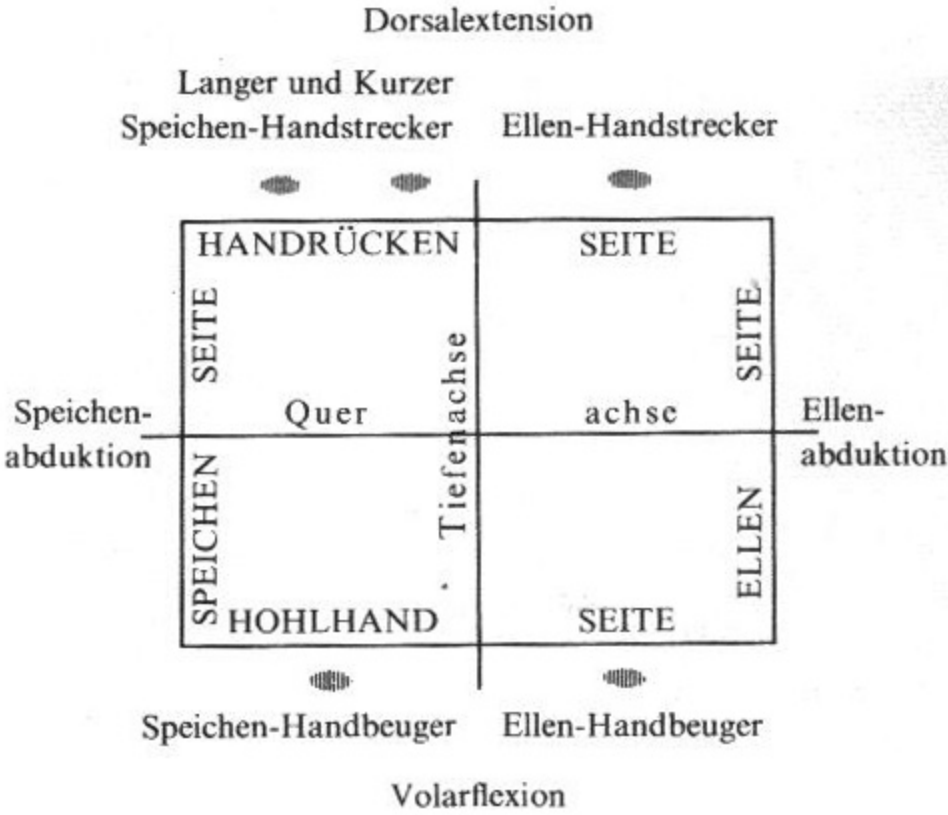 Dorsalextension
Langer und Kurzer
Speichen-Handstrecker
Ellen-Handstrecker
HANDRÜCKEN
SEITE
SEITE
SEITE
Tiefenachse
Speichen-
abduktion
Quer
achse
Ellen-
abduktion
SPEICHEN
ELLEN
HOHLHAND
SEITE
Speichen-Handbeuger
Ellen-Handbeuger
Volarflexion